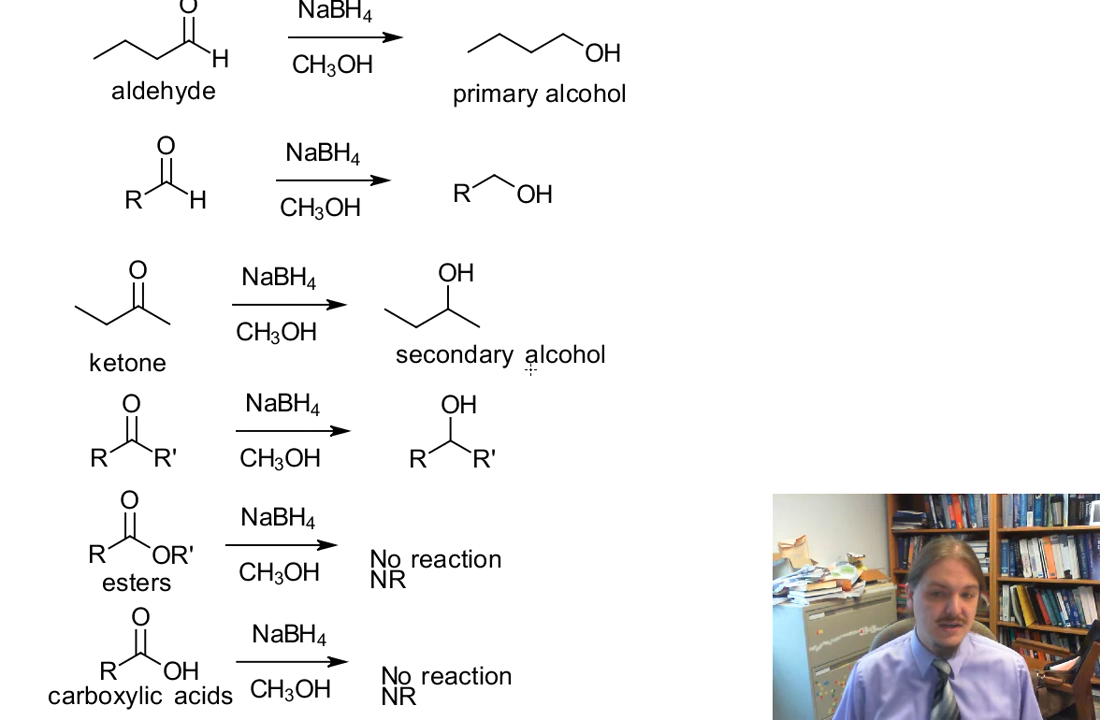 O
NaBH4
H
CH3OH
OH
aldehyde
primary alcohol
O
NaBH4
R
H
CH3OH
R
OH
O
NaBH4
OH
CH3OH
ketone
secondary alcohol
O
NaBH4
OH
R
R'
CH3OH
R
R'
O
NaBH4
R
OR'
CH3OH
No reaction
NR
esters
O
NaBH4
R
OH
CH3OH
No reaction
NR
carboxylic acids